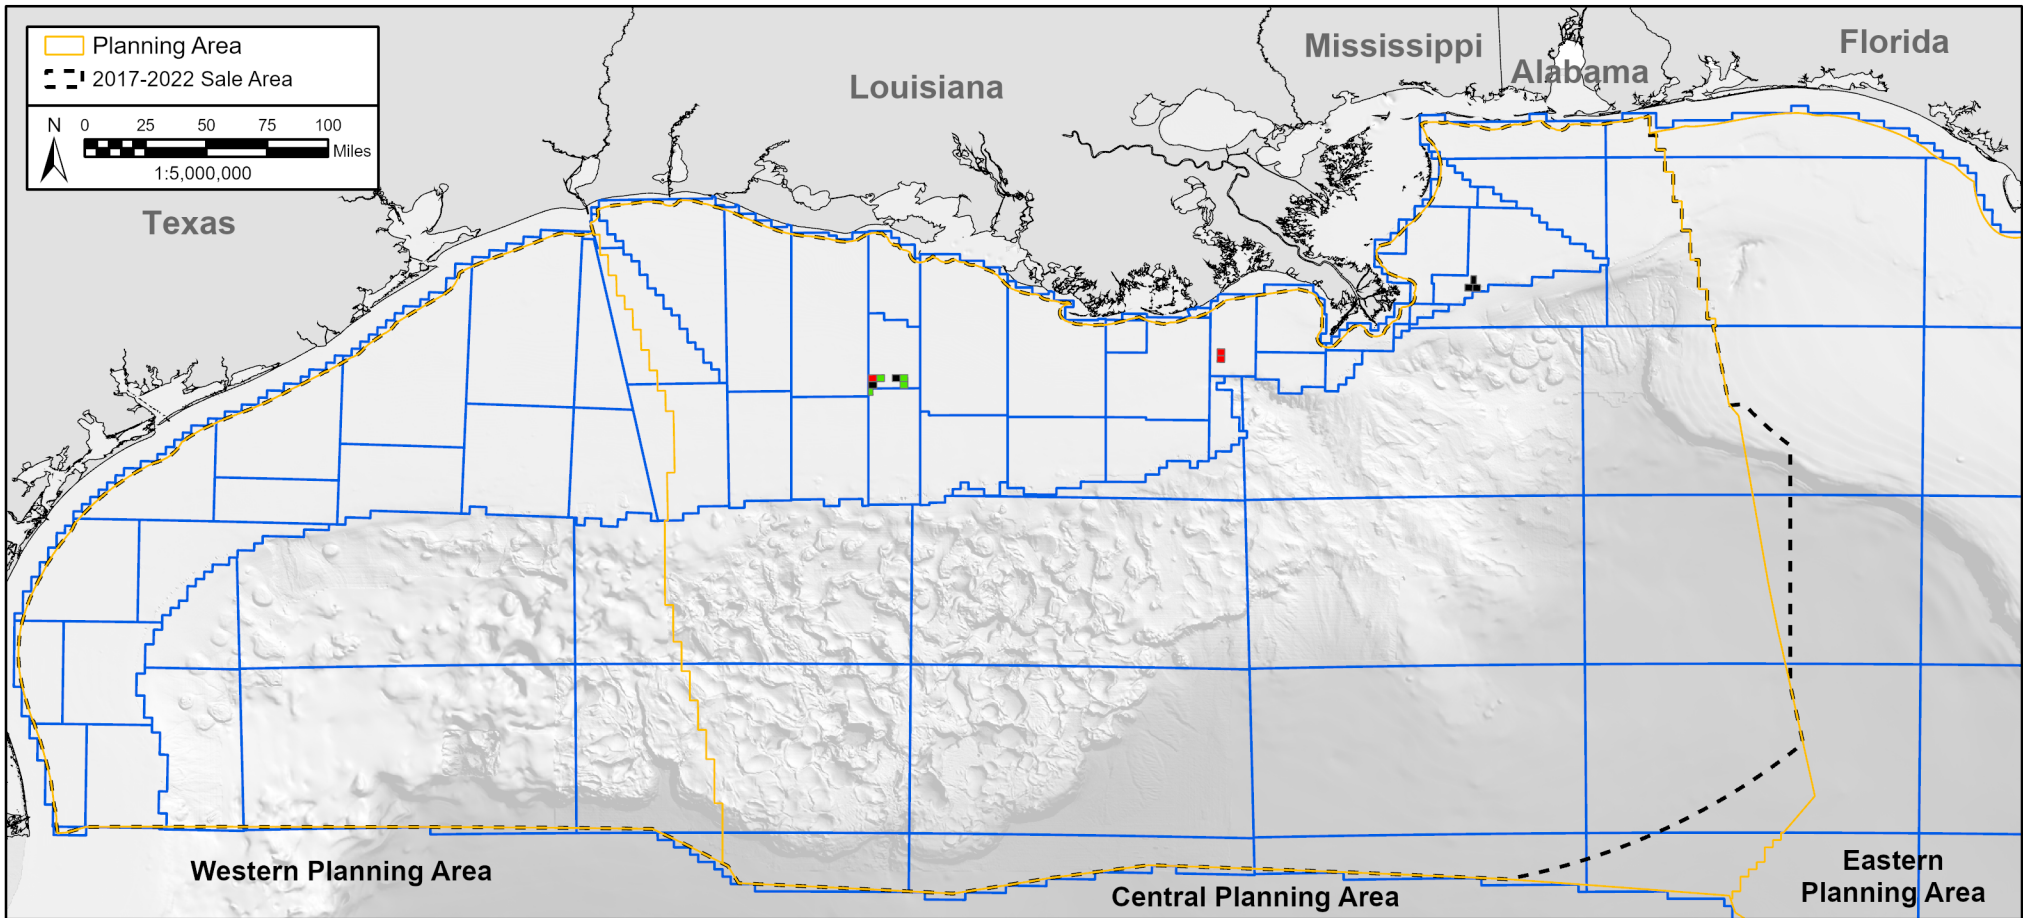 Planning Area
2017-2022 Sale Area
N
0 25 50 75 100
Miles
1:5,000,000
Texas
Louisiana
Mississippi
Alabama
Florida
Western Planning Area
Central Planning Area
Eastern
Planning Area